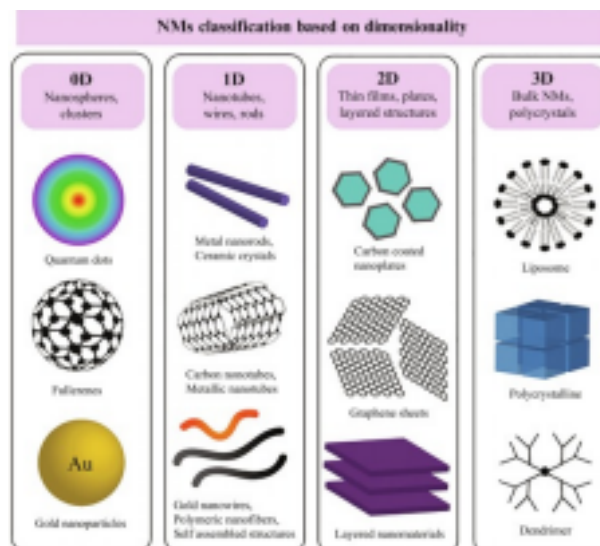 NMs classification based on dimensionality
0D
Nanospheres,
clusters
Quantum dots
Fullerenes
Au
Gold nanoparticles
1D
Nanotubes,
wires, rods
Metal nanorods,
Ceramic crystals
Carbon nanotubes,
Metallic nanotubes
Gold nanowires,
Polymeric nanofibers,
Self assembled structures
2D
Thin films, plates,
layered structures
Carbon coated
nanoplates
Graphene sheets
Layered nanomaterials
3D
Bulk NMs,
polycrystals
Liposome
Polycrystalline
Dendrimer